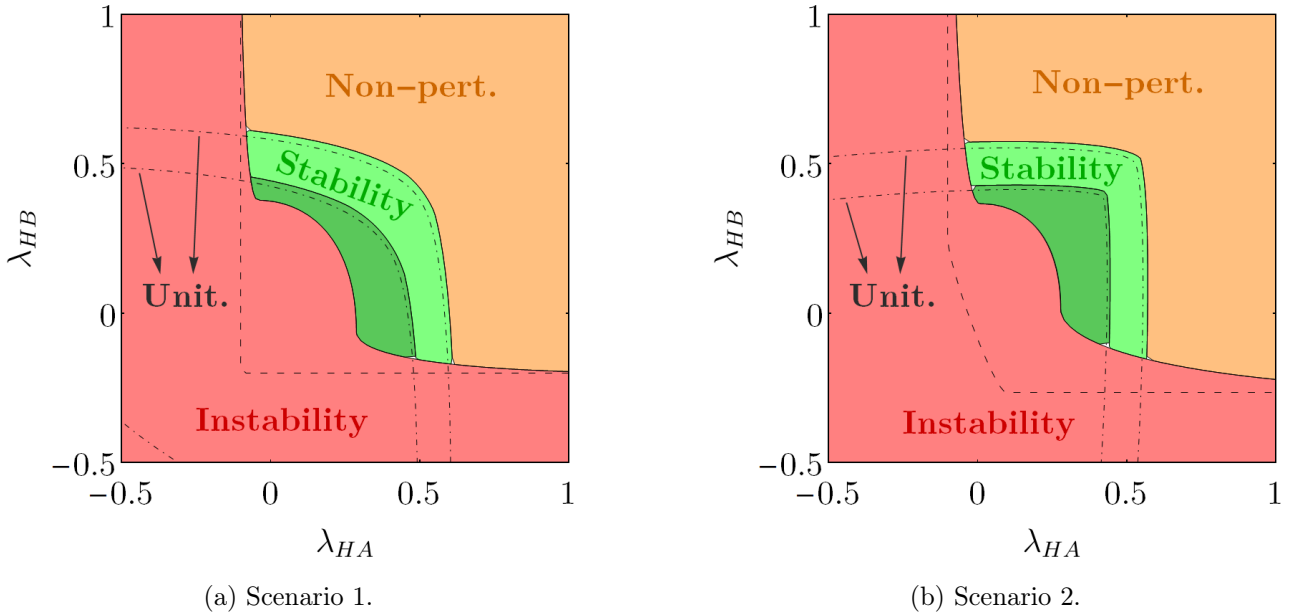 1
Non-pert.
0.5
Stability
λHB
0
Unit.
Instability
-0.5
-0.5 0 0.5 1
λHA
(a) Scenario 1.
1
Non-pert.
0.5
Stability
λHB
0
Unit.
Instability
-0.5
-0.5 0 0.5 1
λHA
(b) Scenario 2.